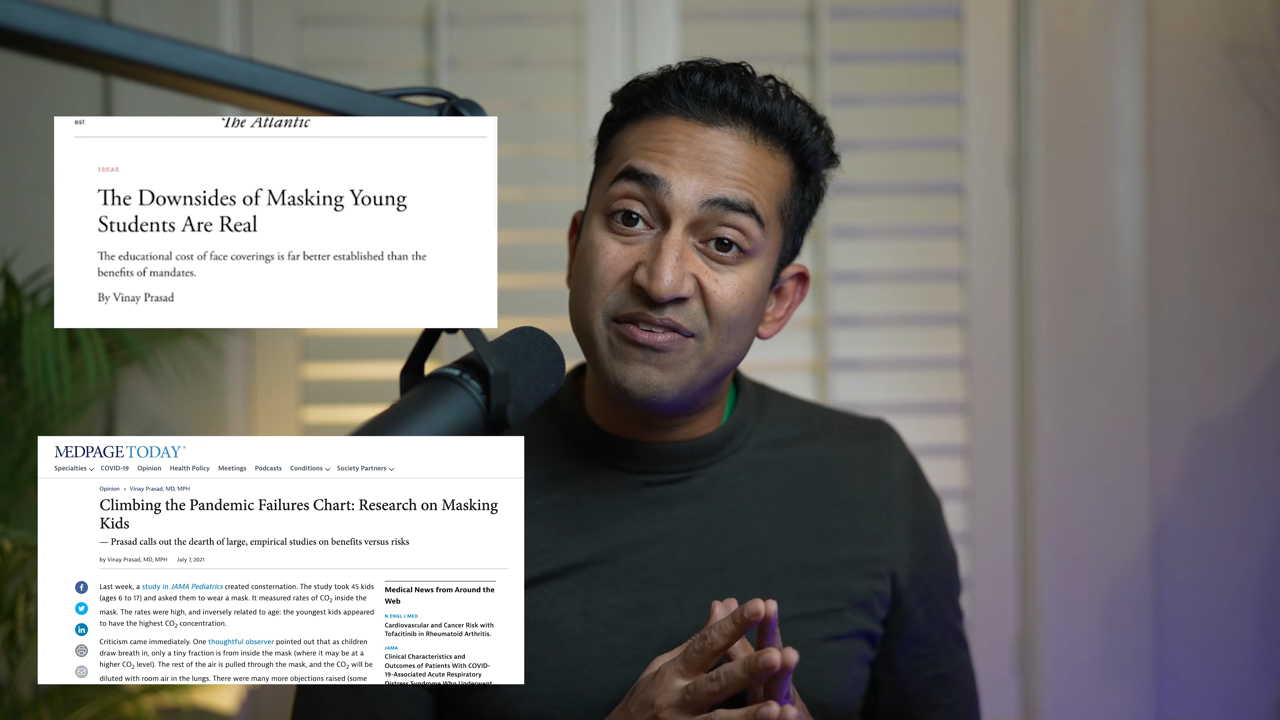 est
The Atlantic
IDEAS
The Downsides of Masking Young
Students Are Real
The educational cost of face coverings is far better established than the
benefits of mandates.
By Vinay Prasad
MEDPAGE TODAY®
Specialties COVID-19 Opinion Health Policy Meetings Podcasts Conditions Society Partners
Opinion > Vinay Prasad, MD, MPH
Climbing the Pandemic Failures Chart: Research on Masking
Kids
— Prasad calls out the dearth of large, empirical studies on benefits versus risks
by Vinay Prasad, MD, MPH July 7, 2021
Last week, a study in JAMA Pediatrics created consternation. The study took 45 kids
(ages 6 to 17) and asked them to wear a mask. It measured rates of CO2 inside the
mask. The rates were high, and inversely related to age: the youngest kids appeared
to have the highest CO2 concentration.
Criticism came immediately. One thoughtful observer pointed out that as children
draw breath in, only a tiny fraction is from inside the mask (where it may be at a
higher CO2 level). The rest of the air is pulled through the mask, and the CO2 will be
diluted with room air in the lungs. There were many more objections raised (some
Medical News from Around the
Web
N ENGL J MED
Cardiovascular and Cancer Risk with
Tofacitinib in Rheumatoid Arthritis.
JAMA
Clinical Characteristics and
Outcomes of Patients With COVID-
19-Associated Acute Respiratory
Distress Syndrome Who Underwent